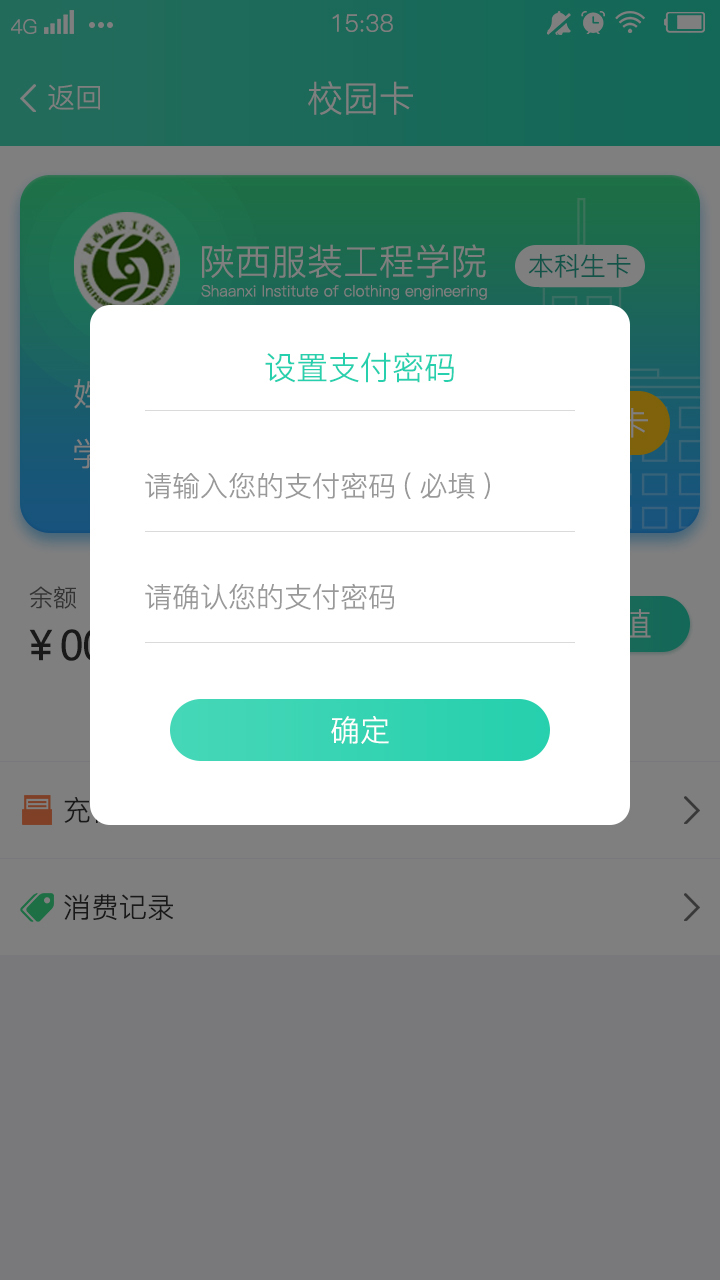 4G 15:38
返回 校园卡
陕西服装工程学院 本科生卡
Shaanxi Institute of clothing engineering
设置支付密码
请输入您的支付密码 ( 必填 )
请确认您的支付密码
确定
姓
学
卡
余额
¥ 00
值
充
消费记录